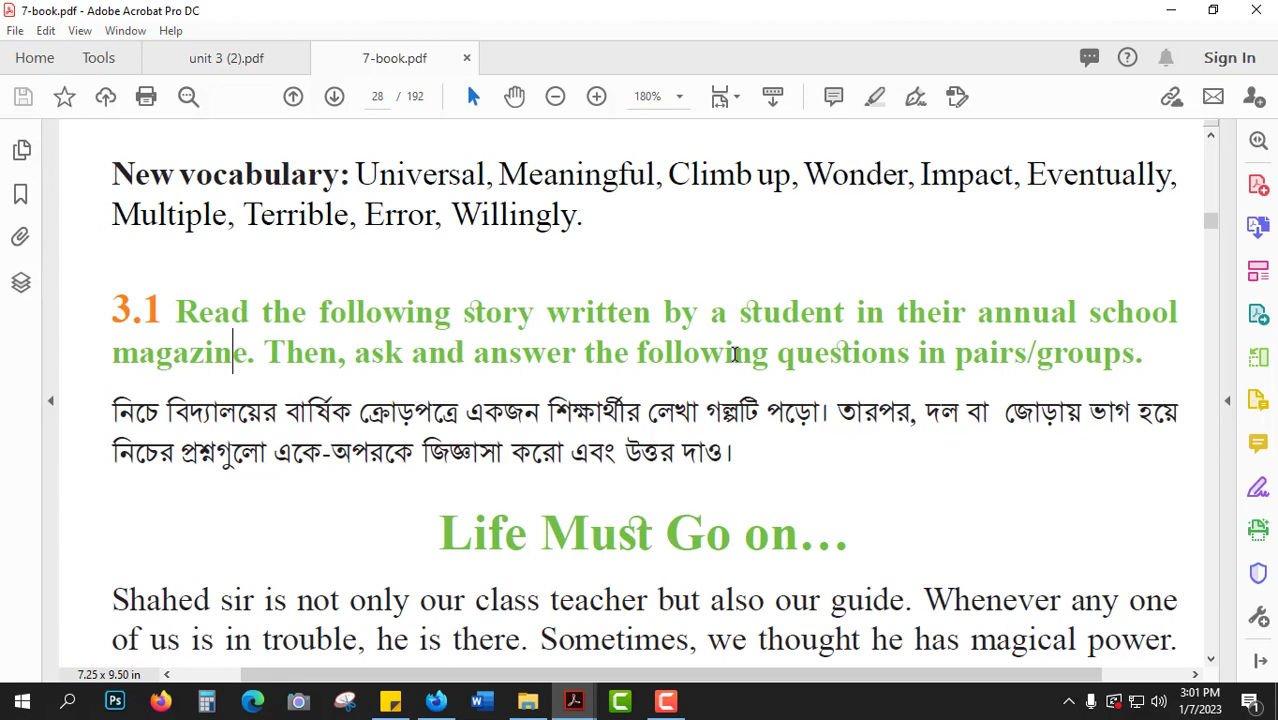 7-book.pdf - Adobe Acrobat Pro DC
File Edit View Window Help
Home Tools unit 3 (2).pdf 7-book.pdf × Sign In
28 / 192 180%
New vocabulary: Universal, Meaningful, Climb up, Wonder, Impact, Eventually,
Multiple, Terrible, Error, Willingly.
3.1 Read the following story written by a student in their annual school
magazine. Then, ask and answer the following questions in pairs/groups.
নিচে বিদ্যালয়ের বার্ষিক ক্রোড়পত্রে একজন শিক্ষার্থীর লেখা গল্পটি পড়ো। তারপর, দল বা জোড়ায় ভাগ হয়ে
নিচের প্রশ্নগুলো একে-অপরকে জিজ্ঞাসা করো এবং উত্তর দাও।
Life Must Go on…
Shahed sir is not only our class teacher but also our guide. Whenever any one
of us is in trouble, he is there. Sometimes, we thought he has magical power.
7.25 x 9.50 in
3:01 PM
1/7/2023